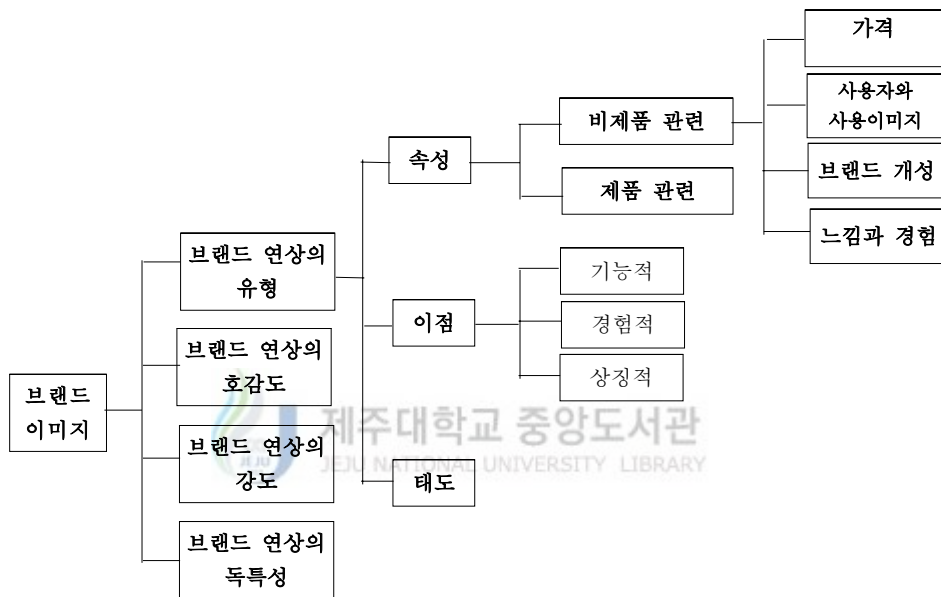 가격
사용자와
사용이미지
비제품 관련
속성
브랜드 개성
제품 관련
느낌과 경험
브랜드 연상의
유형
기능적
이점
경험적
브랜드 연상의
호감도
상징적
브랜드
이미지
제주대학교 중앙도서관
JEJU NATIONAL UNIVERSITY LIBRARY
JEJU
브랜드 연상의
강도
태도
브랜드 연상의
독특성